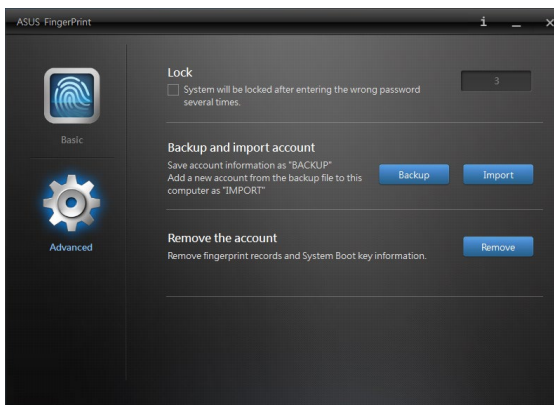 ASUS FingerPrint
i
Basic
Advanced
Lock
System will be locked after entering the wrong password
several times.
3
Backup and import account
Save account information as "BACKUP"
Add a new account from the backup file to this
computer as "IMPORT"
Backup
Import
Remove the account
Remove fingerprint records and System Boot key information.
Remove